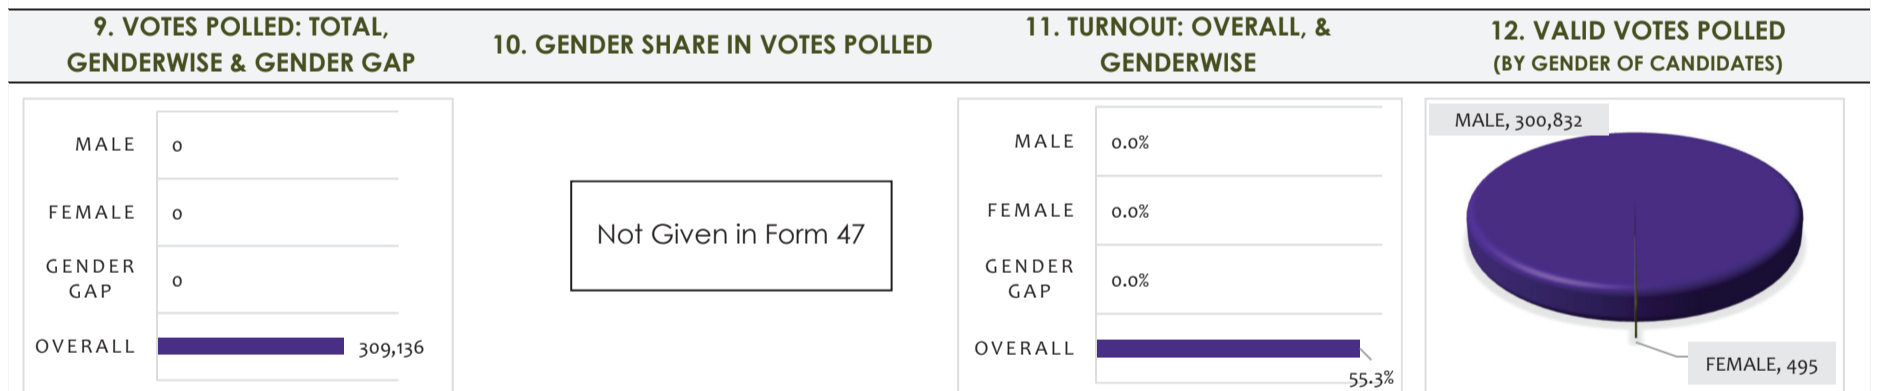 9. VOTES POLLED: TOTAL,
GENDERWISE & GENDER GAP
10. GENDER SHARE IN VOTES POLLED
11. TURNOUT: OVERALL, &
GENDERWISE
12. VALID VOTES POLLED
(BY GENDER OF CANDIDATES)
MALE 0
FEMALE 0
GENDER
GAP 0
OVERALL 309,136
Not Given in Form 47
MALE 0.0%
FEMALE 0.0%
GENDER
GAP 0.0%
OVERALL 55.3%
MALE, 300,832
FEMALE, 495